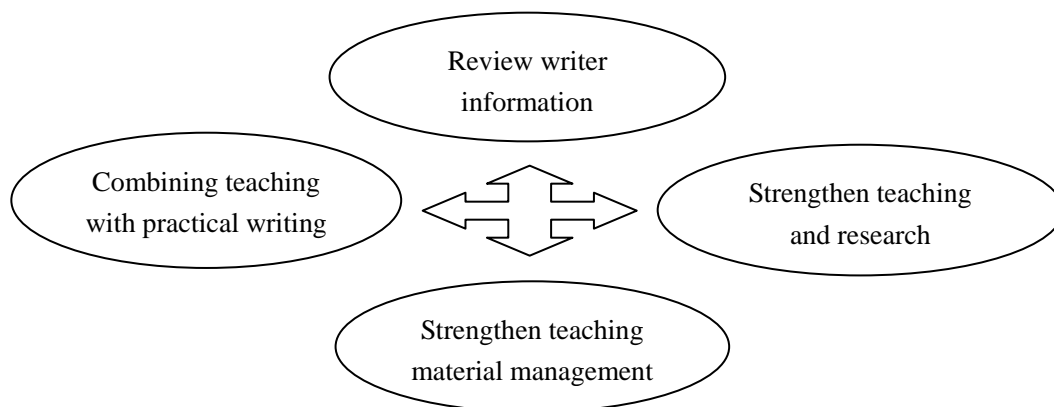 Review writer
information
Combining teaching
with practical writing
Strengthen teaching
and research
Strengthen teaching
material management